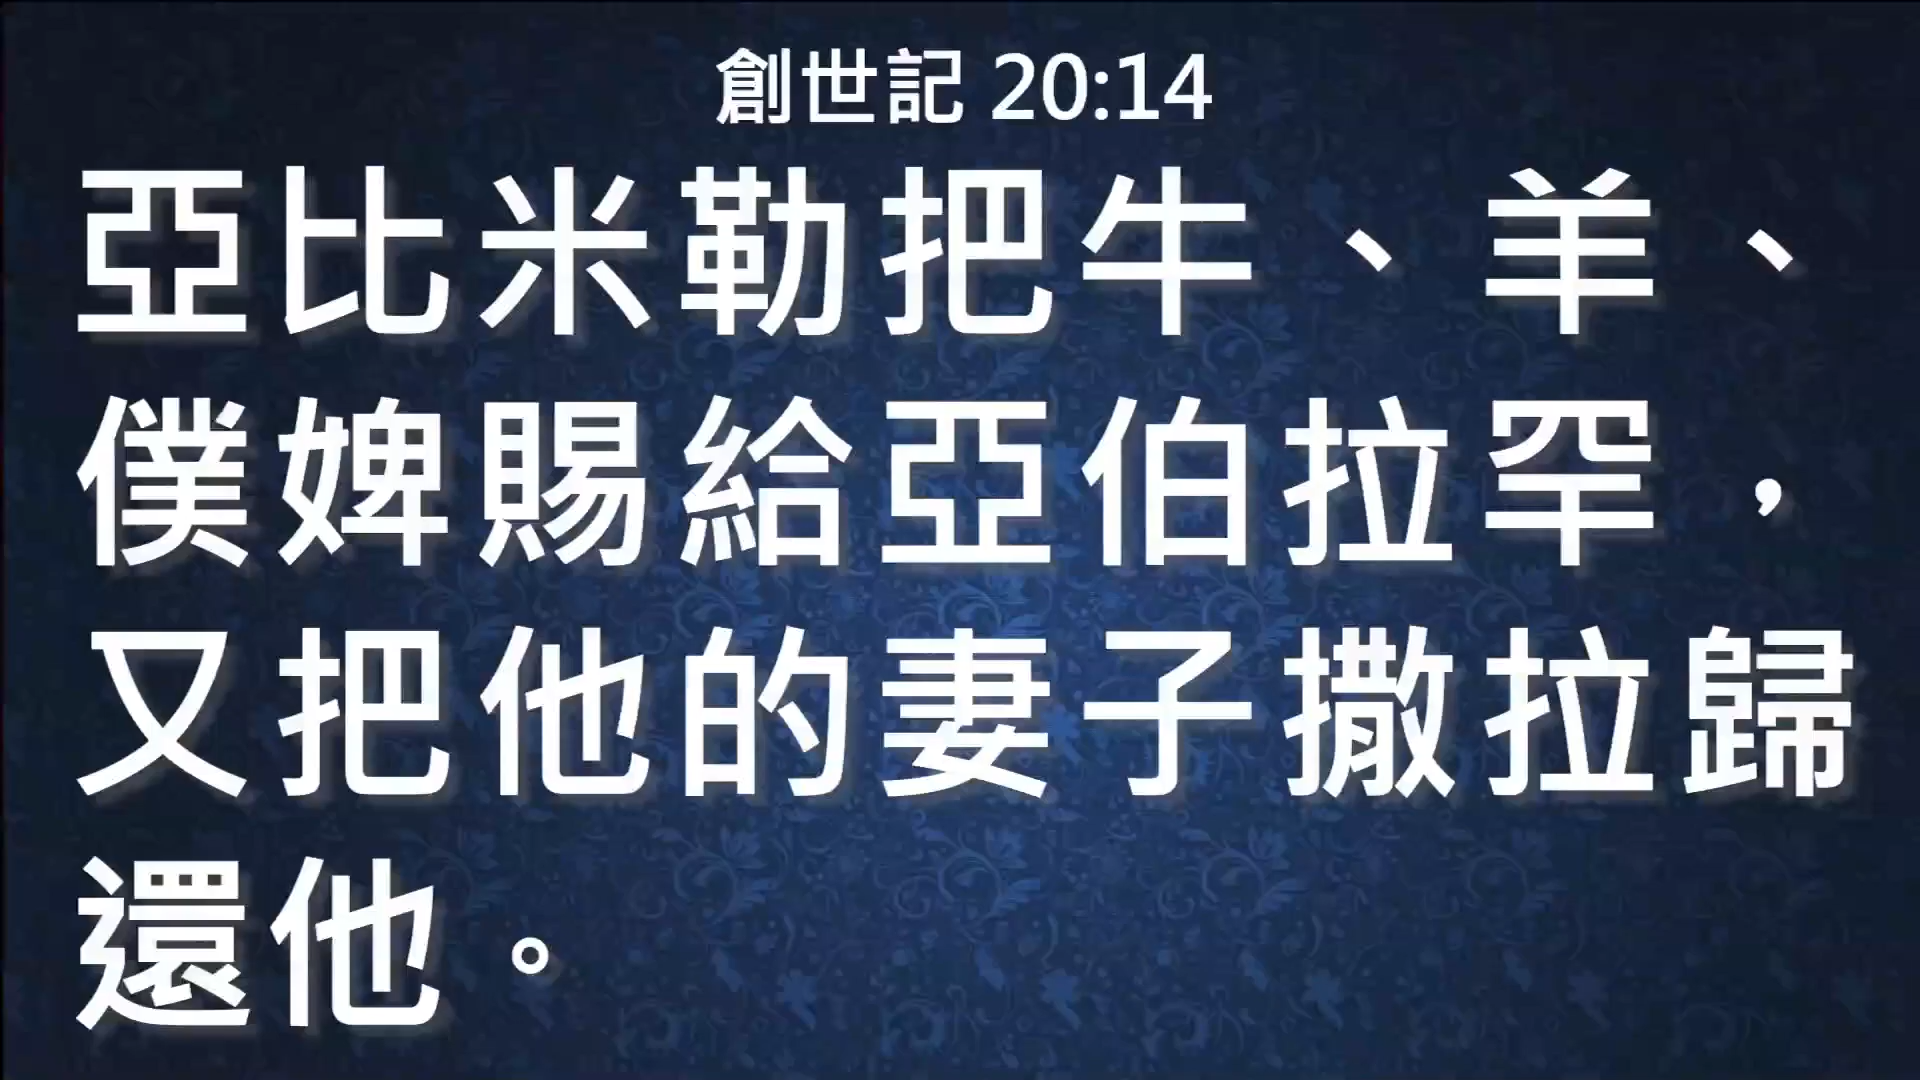 創世記 20:14
亞比米勒把牛、羊、
僕婢賜給亞伯拉罕，
又把他的妻子撒拉歸
還他。